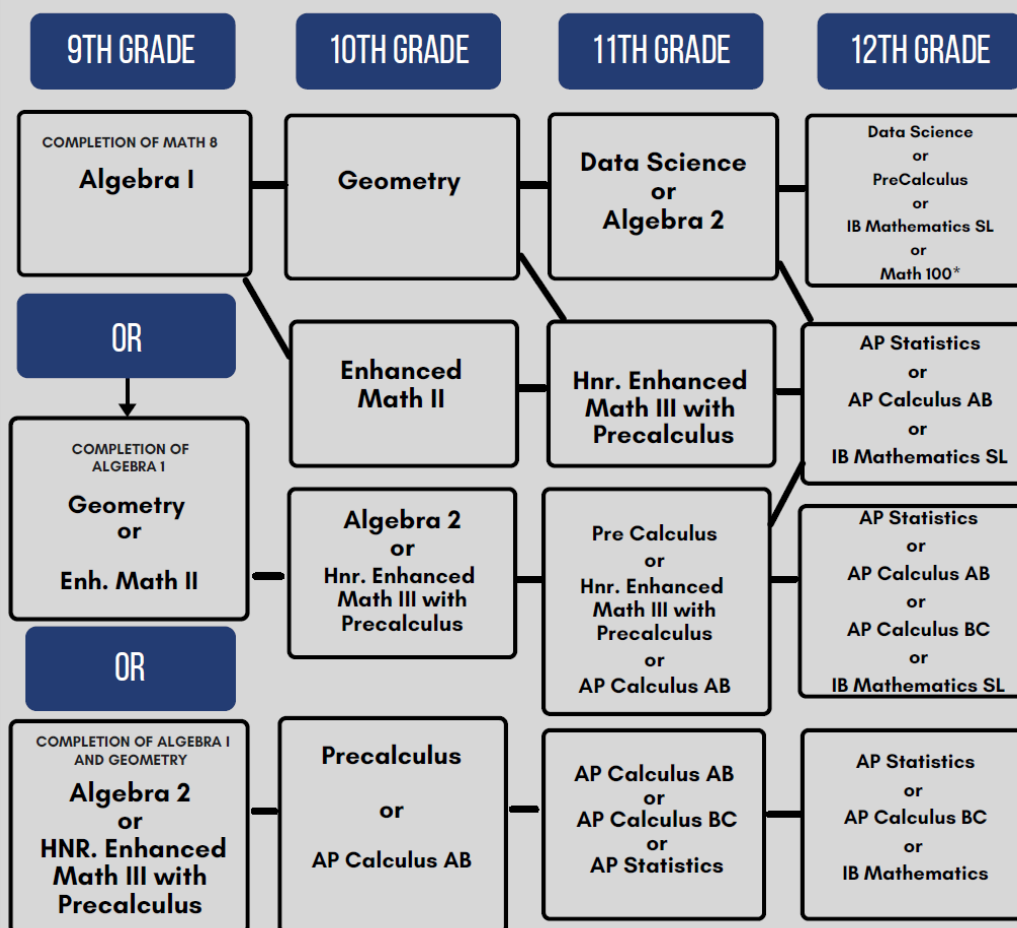 9TH GRADE
10TH GRADE
11TH GRADE
12TH GRADE
COMPLETION OF MATH 8
Algebra I
Geometry
Data Science
or
Algebra 2
Data Science
or
PreCalculus
or
IB Mathematics SL
or
Math 100*
OR
Enhanced
Math II
Hnr. Enhanced
Math III with
Precalculus
AP Statistics
or
AP Calculus AB
or
IB Mathematics SL
COMPLETION OF
ALGEBRA 1
Geometry
or
Enh. Math II
Algebra 2
or
Hnr. Enhanced
Math III with
Precalculus
Pre Calculus
or
Hnr. Enhanced
Math III with
Precalculus
or
AP Calculus AB
AP Statistics
or
AP Calculus AB
or
AP Calculus BC
or
IB Mathematics SL
OR
COMPLETION OF ALGEBRA I
AND GEOMETRY
Algebra 2
or
HNR. Enhanced
Math III with
Precalculus
Precalculus
or
AP Calculus AB
AP Calculus AB
or
AP Calculus BC
or
AP Statistics
AP Statistics
or
AP Calculus BC
or
IB Mathematics